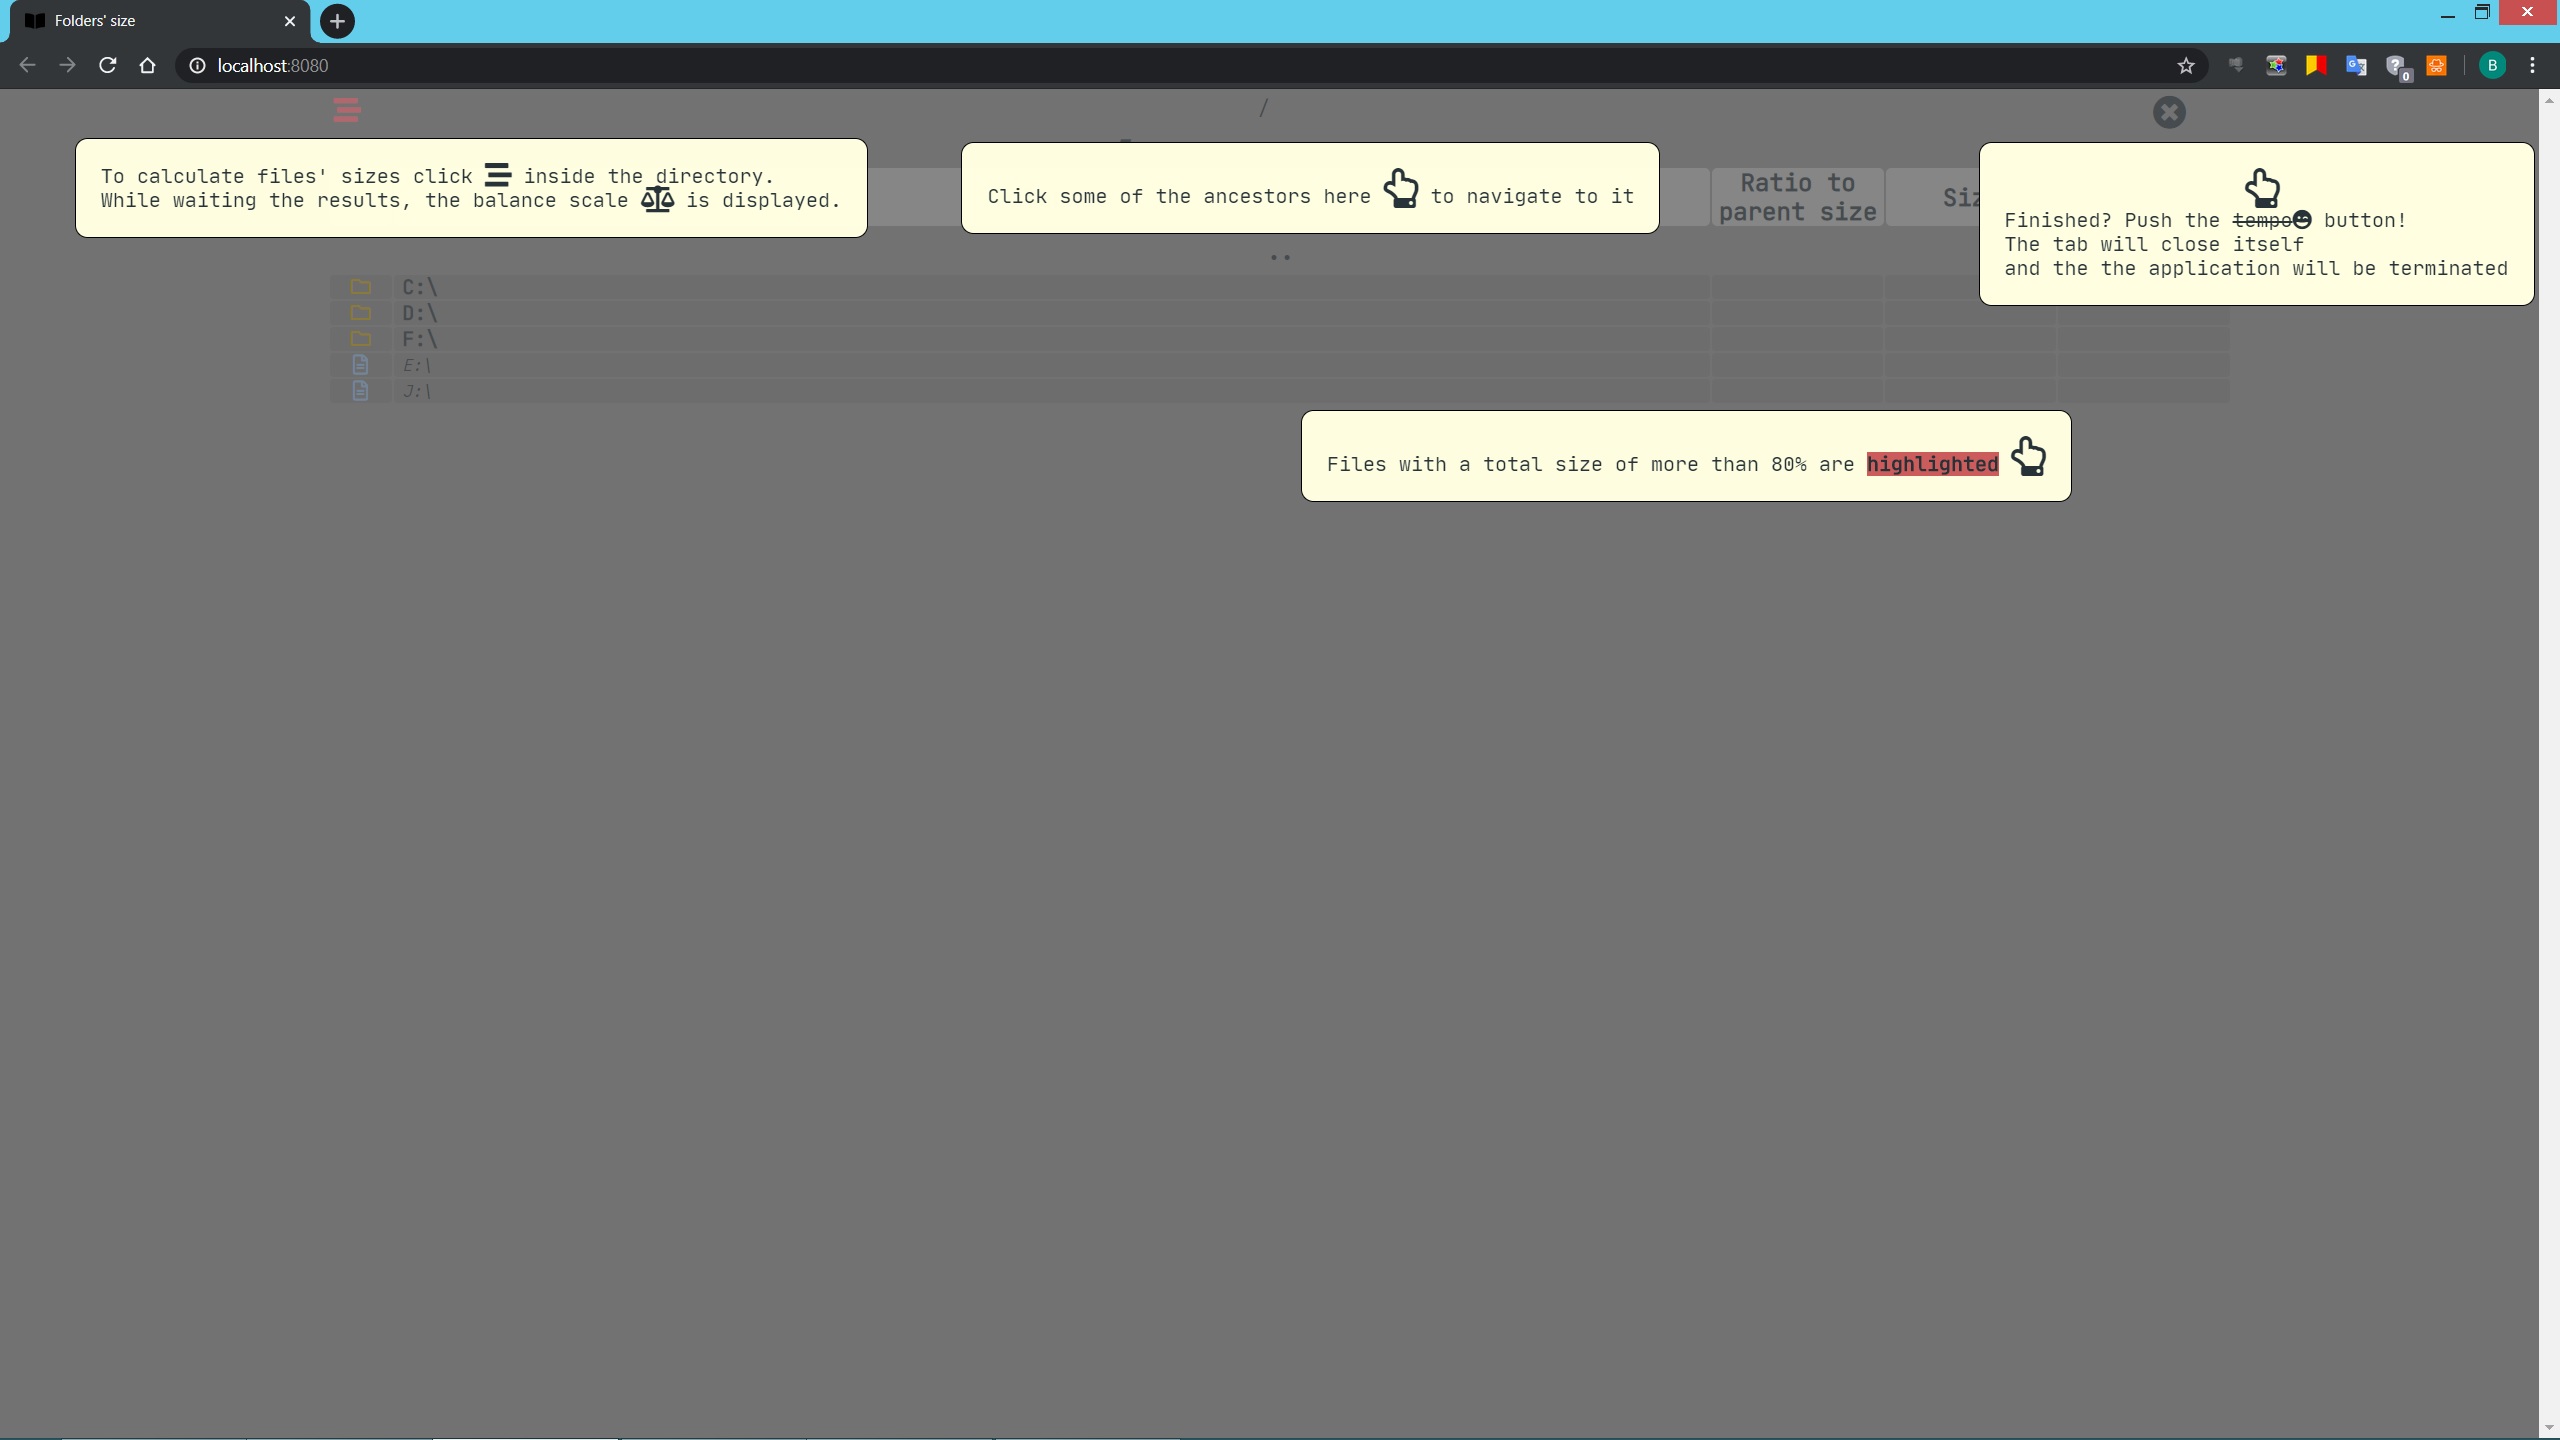 Folders' size
localhost:8080
/
To calculate files' sizes click inside the directory.
While waiting the results, the balance scale is displayed.
Click some of the ancestors here to navigate to it
Ratio to
parent size
Finished? Push the tempo button!
The tab will close itself
and the the application will be terminated
..
C:\
D:\
F:\
E:\
J:\
Files with a total size of more than 80% are highlighted
0
B